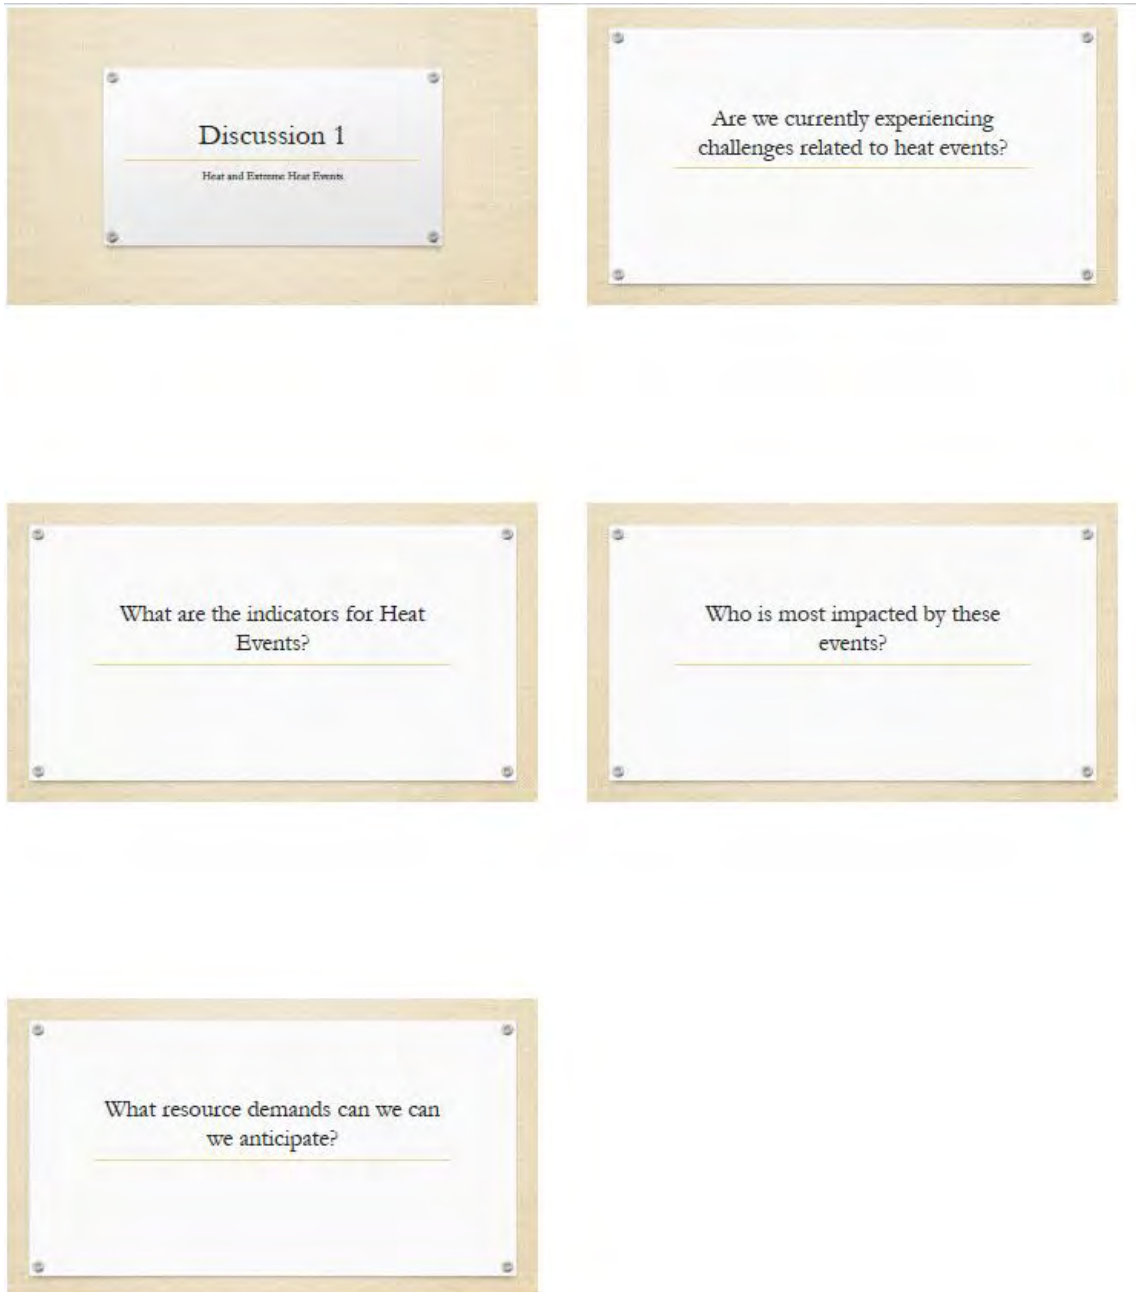 Discussion 1
Heat and Extreme Heat Events
Are we currently experiencing
challenges related to heat events?
What are the indicators for Heat
Events?
Who is most impacted by these
events?
What resource demands can we can
we anticipate?